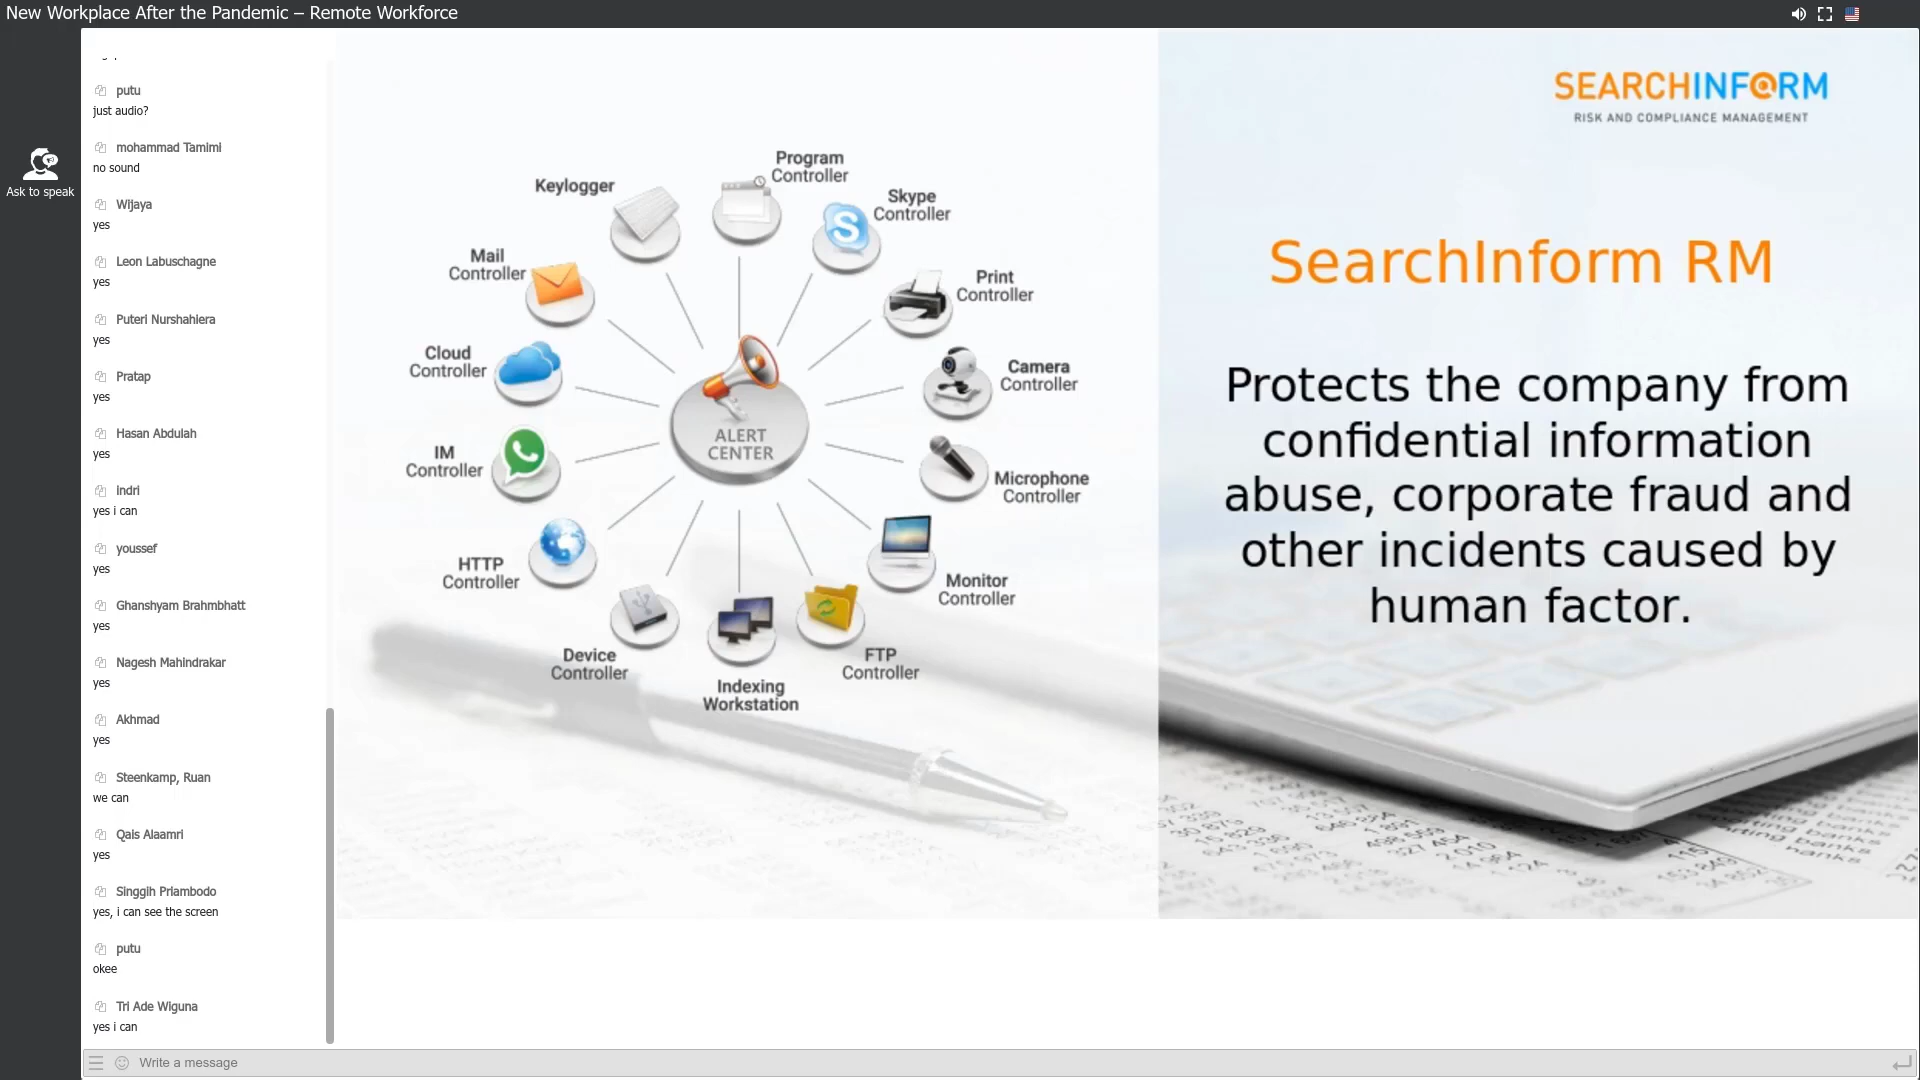 New Workplace After the Pandemic – Remote Workforce
Ask to speak
putu
just audio?
mohammad Tamimi
no sound
Wijaya
yes
Leon Labuschagne
yes
Puteri Nurshahiera
yes
Pratap
yes
Hasan Abdulah
yes
indri
yes i can
youssef
yes
Ghanshyam Brahmbhatt
yes
Nagesh Mahindrakar
yes
Akhmad
yes
Steenkamp, Ruan
we can
Qais Alaamri
yes
Singgih Priambodo
yes, i can see the screen
putu
okee
Tri Ade Wiguna
yes i can
Write a message
Keylogger
Program
Controller
Skype
Controller
Mail
Controller
Print
Controller
Cloud
Controller
Camera
Controller
ALERT
CENTER
IM
Controller
Microphone
Controller
HTTP
Controller
Monitor
Controller
Device
Controller
FTP
Controller
Indexing
Workstation
SEARCHINF@RM
RISK AND COMPLIANCE MANAGEMENT
SearchInform RM
Protects the company from
confidential information
abuse, corporate fraud and
other incidents caused by
human factor.